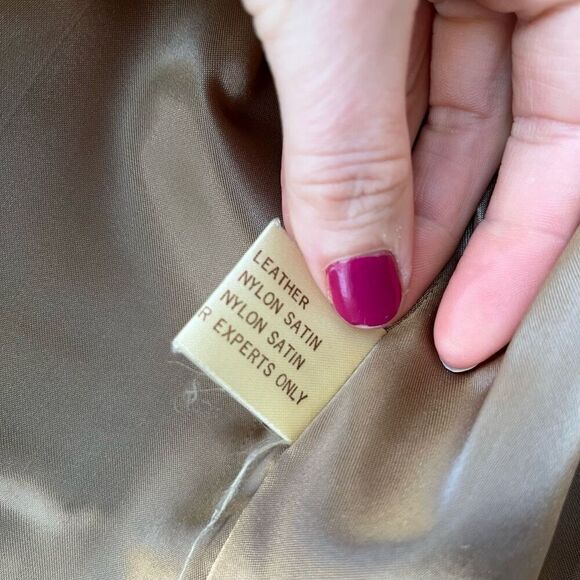 LEATHER
NYLON SATIN
NYLON SATIN
R EXPERTS ONLY